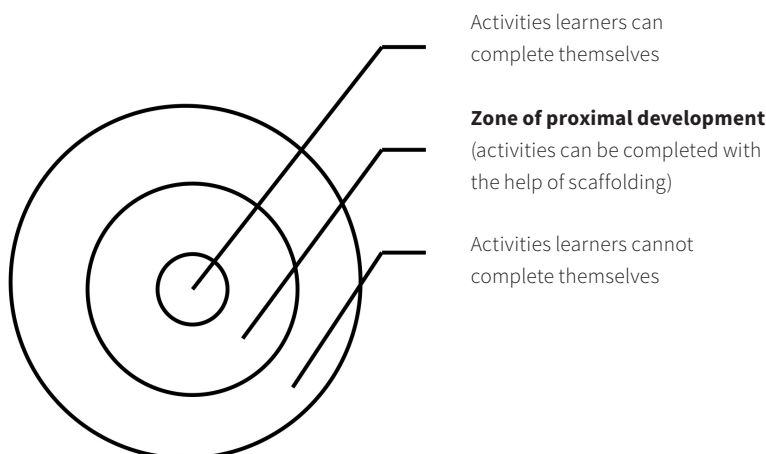 Activities learners can
complete themselves
Zone of proximal development
(activities can be completed with
the help of scaffolding)
Activities learners cannot
complete themselves